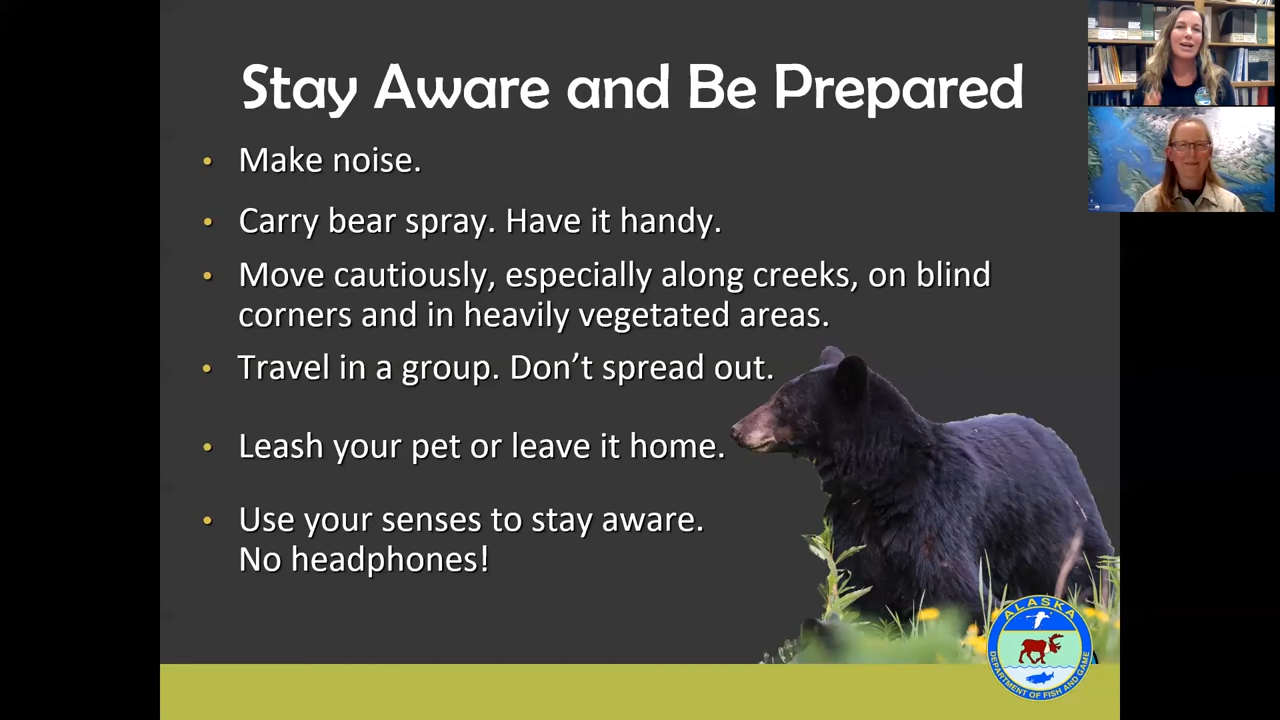 Stay Aware and Be Prepared
• Make noise.
• Carry bear spray. Have it handy.
• Move cautiously, especially along creeks, on blind
corners and in heavily vegetated areas.
• Travel in a group. Don’t spread out.
• Leash your pet or leave it home.
• Use your senses to stay aware.
No headphones!
ALASKA
DEPARTMENT OF FISH AND GAME